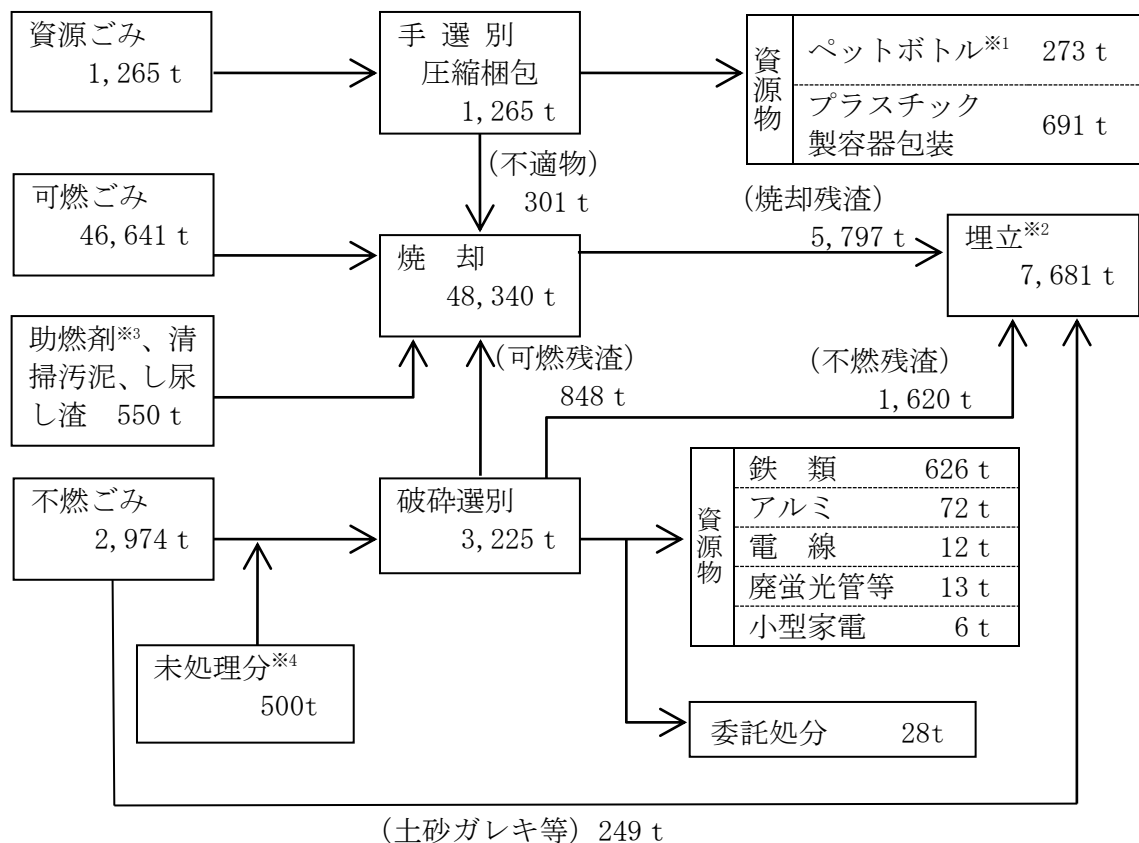 資源ごみ
1,265 t
手 選 別
圧縮梱包
1,265 t
資源物
ペットボトル※1 273 t
プラスチック
製容器包装 691 t
(不適物)
301 t
可燃ごみ
46,641 t
(焼却残渣)
5,797 t
焼 却
48,340 t
埋立※2
7,681 t
助燃剤※3、清
掃汚泥、し尿
し渣 550 t
(可燃残渣)
848 t
(不燃残渣)
1,620 t
不燃ごみ
2,974 t
破砕選別
3,225 t
資源物
鉄 類 626 t
アルミ 72 t
電 線 12 t
廃蛍光管等 13 t
小型家電 6 t
未処理分※4
500t
委託処分 28t
(土砂ガレキ等) 249 t